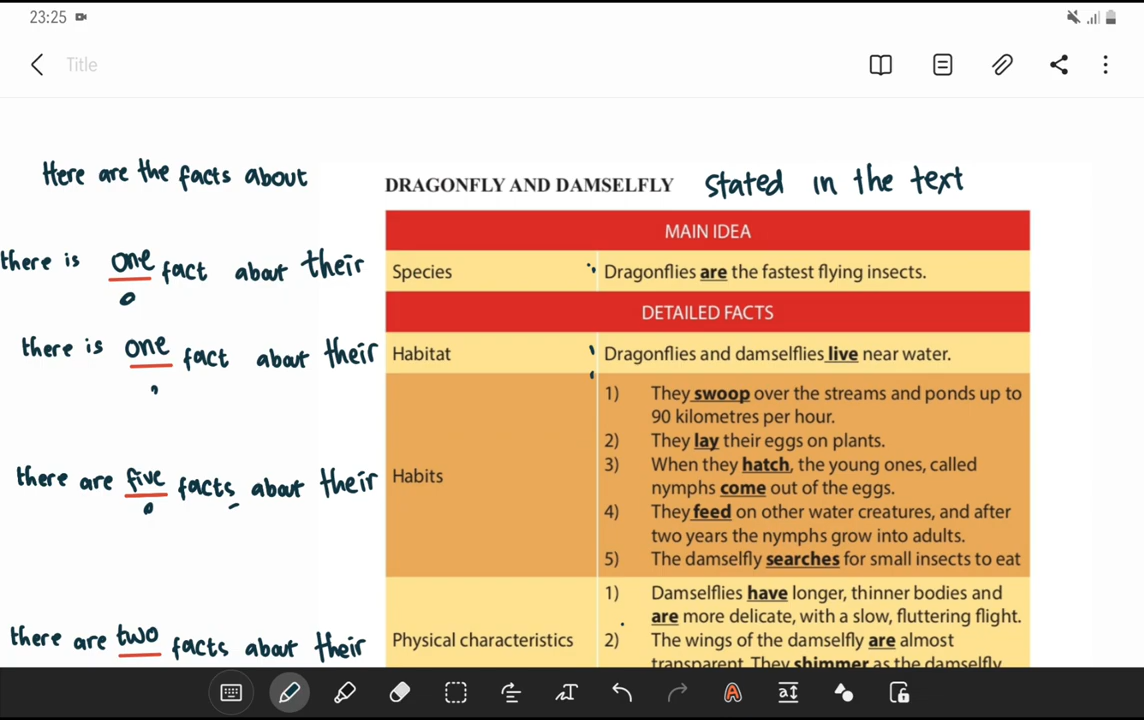 23:25
Title
Here are the facts about
DRAGONFLY AND DAMSELFLY
stated in the text
MAIN IDEA
there is one fact about their
Species
Dragonflies are the fastest flying insects.
DETAILED FACTS
there is one fact about their
Habitat
Dragonflies and damselflies live near water.
there are five facts about their
Habits
1) They swoop over the streams and ponds up to
90 kilometres per hour.
2) They lay their eggs on plants.
3) When they hatch, the young ones, called
nymphs come out of the eggs.
4) They feed on other water creatures, and after
two years the nymphs grow into adults.
5) The damselfly searches for small insects to eat
there are two facts about their
Physical characteristics
1) Damselflies have longer, thinner bodies and
are more delicate, with a slow, fluttering flight.
2) The wings of the damselfly are almost
transparent. They shimmer as the damselfly